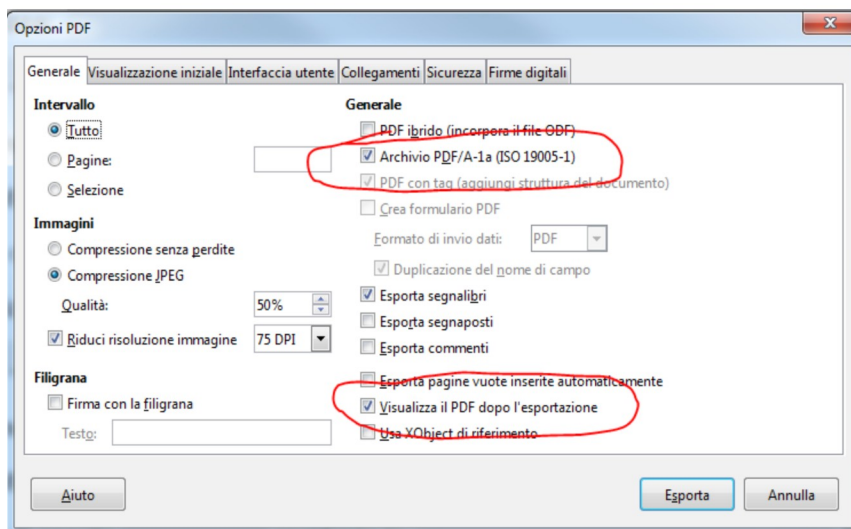 Opzioni PDF
Generale Visualizzazione iniziale Interfaccia utente Collegamenti Sicurezza Firme digitali
Intervallo
Tutto
Pagine:
Selezione
Immagini
Compressione senza perdite
Compressione JPEG
Qualità: 50%
Riduci risoluzione immagine 75 DPI
Filigrana
Firma con la filigrana
Testo:
Generale
PDF ibrido (incorpora il file ODF)
Archivio PDF/A-1a (ISO 19005-1)
PDF con tag (aggiungi struttura del documento)
Crea formulario PDF
Formato di invio dati: PDF
Duplicazione del nome di campo
Esporta segnalibri
Esporta segnaposti
Esporta commenti
Esporta pagine vuote inserite automaticamente
Visualizza il PDF dopo l'esportazione
Usa XObject di riferimento
Aiuto Esporta Annulla